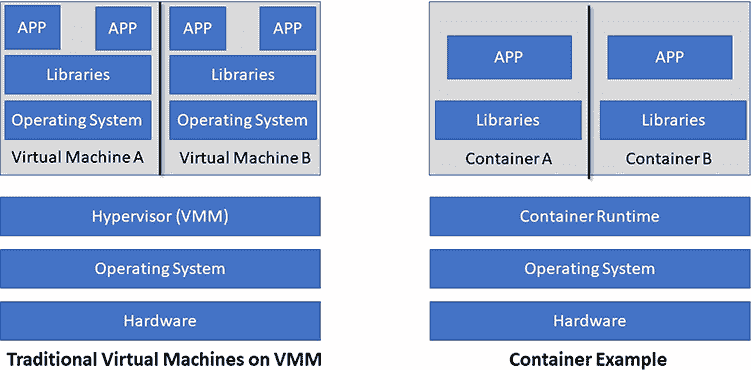 APP
APP
APP
APP
Libraries
Libraries
Operating System
Operating System
Virtual Machine A
Virtual Machine B
Hypervisor (VMM)
Operating System
Hardware
Traditional Virtual Machines on VMM
APP
APP
Libraries
Libraries
Container A
Container B
Container Runtime
Operating System
Hardware
Container Example